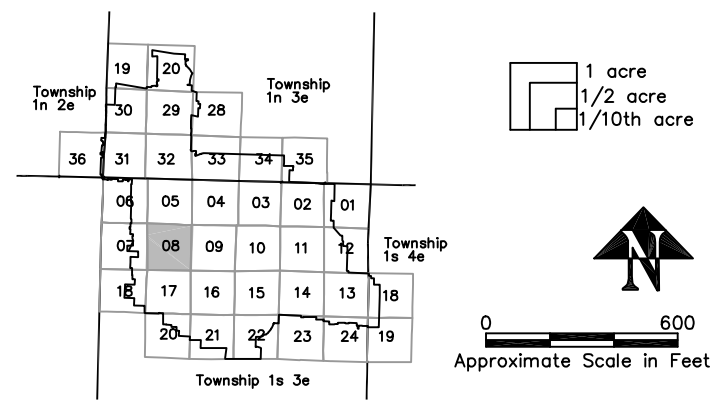 19 20
Township
1n 2e
Township
1n 3e
30 29 28
36 31 32 33 34 35
06 05 04 03 02 01
07 08 09 10 11 12
Township
1s 4e
18 17 16 15 14 13 18
20 21 22 23 24 19
Township 1s 3e
1 acre
1/2 acre
1/10th acre
N
0 600
Approximate Scale in Feet